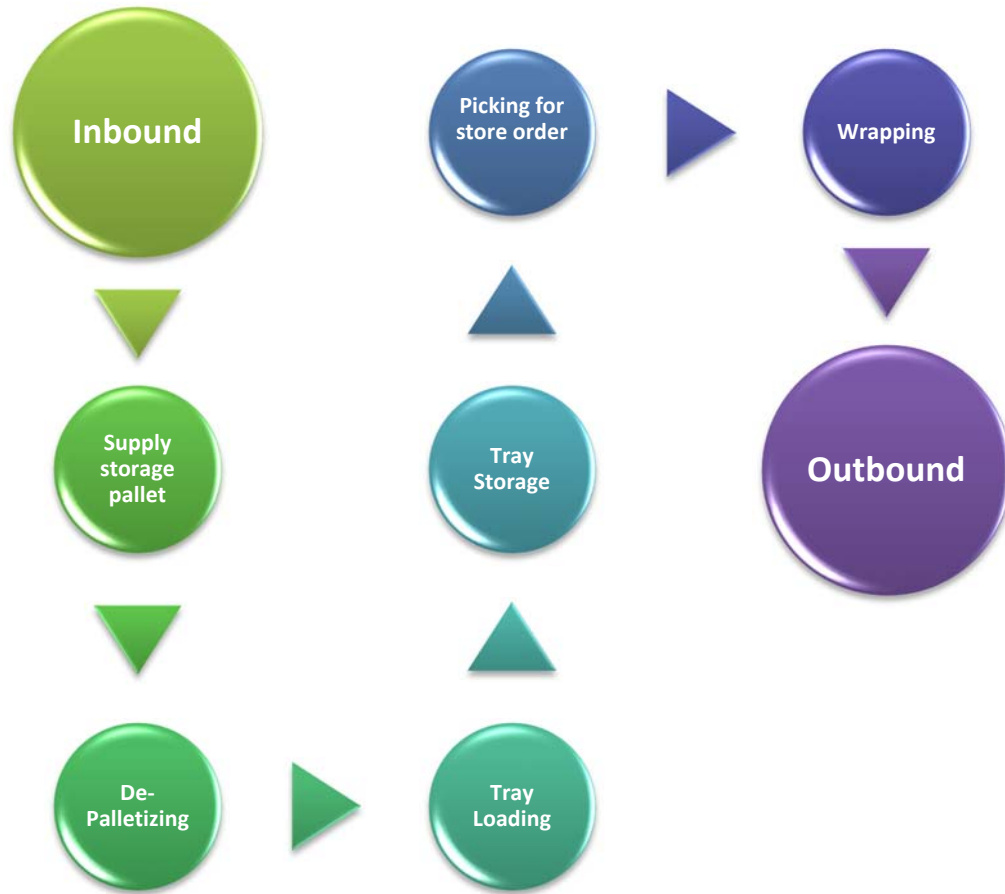 Inbound
Supply
storage
pallet
De-
Palletizing
Tray
Loading
Tray
Storage
Picking for
store order
Wrapping
Outbound